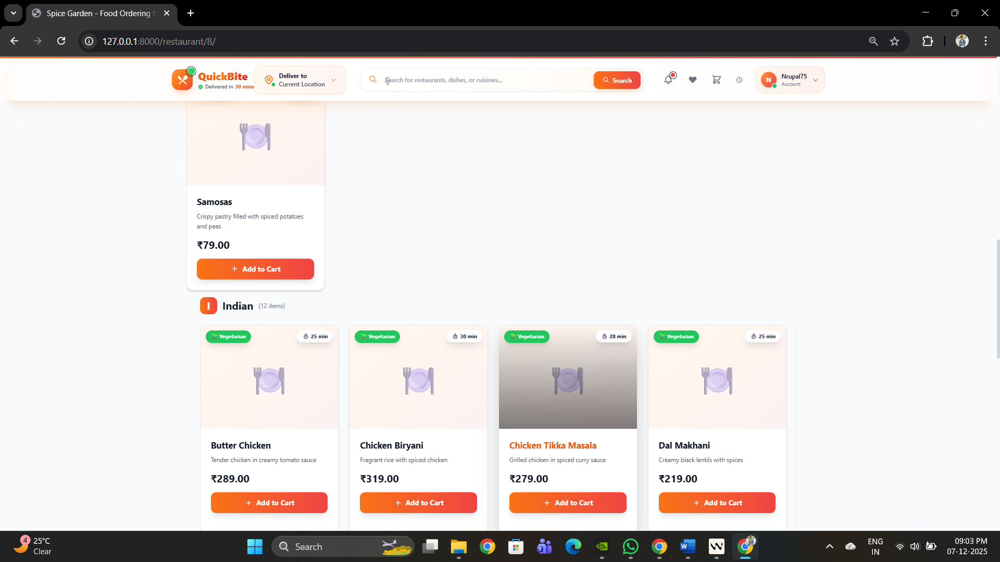 Spice Garden - Food Ordering S
127.0.0.1:8000/restaurant/8/
QuickBite
Delivered in 30 mins
Deliver to
Current Location
Search for restaurants, dishes, or cuisines...
Search
N
Nrupal75
Account
Samosas
Crispy pastry filled with spiced potatoes
and peas
₹79.00
+ Add to Cart
I Indian (12 items)
Vegetarian 25 min
Vegetarian 30 min
Vegetarian 28 min
Vegetarian 25 min
Butter Chicken
Tender chicken in creamy tomato sauce
₹289.00
+ Add to Cart
Chicken Biryani
Fragrant rice with spiced chicken
₹319.00
+ Add to Cart
Chicken Tikka Masala
Grilled chicken in spiced curry sauce
₹279.00
+ Add to Cart
Dal Makhani
Creamy black lentils with spices
₹219.00
+ Add to Cart
4
25°C
Clear
Search
ENG
IN
09:03 PM
07-12-2025